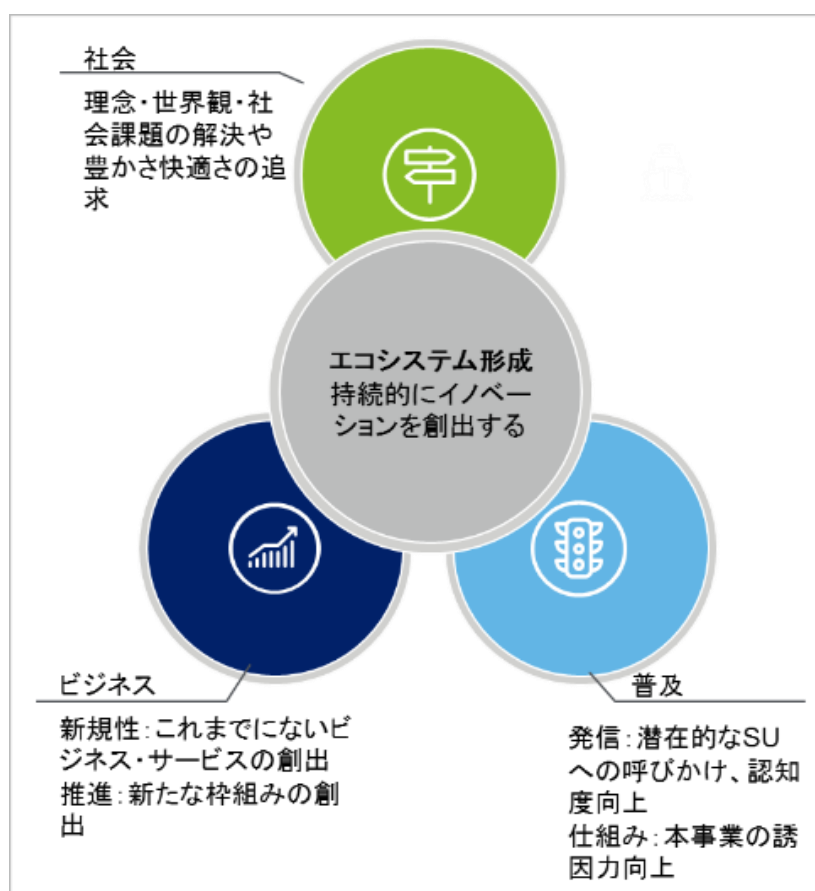 社会
理念・世界観・社
会課題の解決や
豊かさ快適さの追
求
エコシステム形成
持続的にイノベー
ションを創出する
ビジネス
新規性：これまでにないビ
ジネス・サービスの創出
推進：新たな枠組みの創
出
普及
発信：潜在的なSU
への呼びかけ、認知
度向上
仕組み：本事業の誘
因力向上